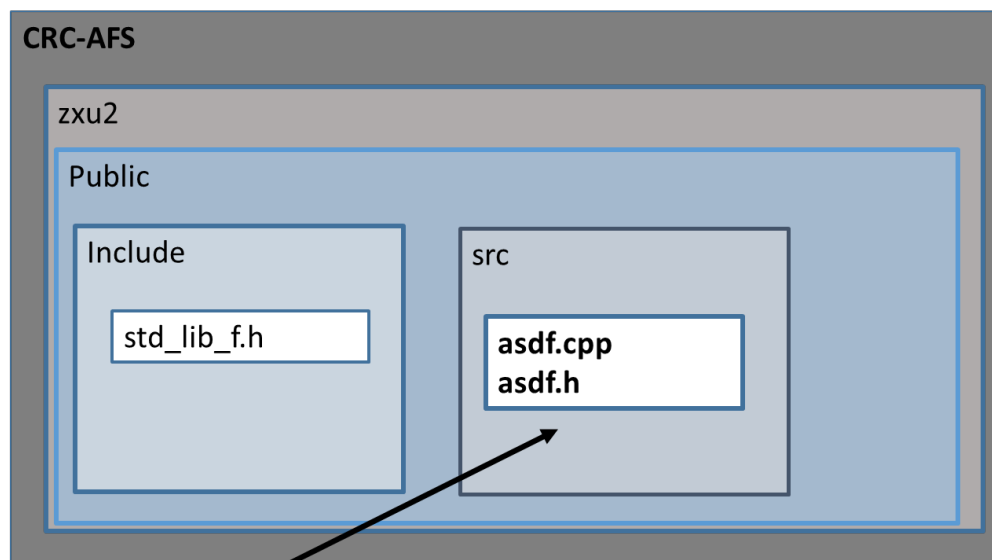 CRC-AFS
zxu2
Public
Include
std_lib_f.h
src
asdf.cpp
asdf.h